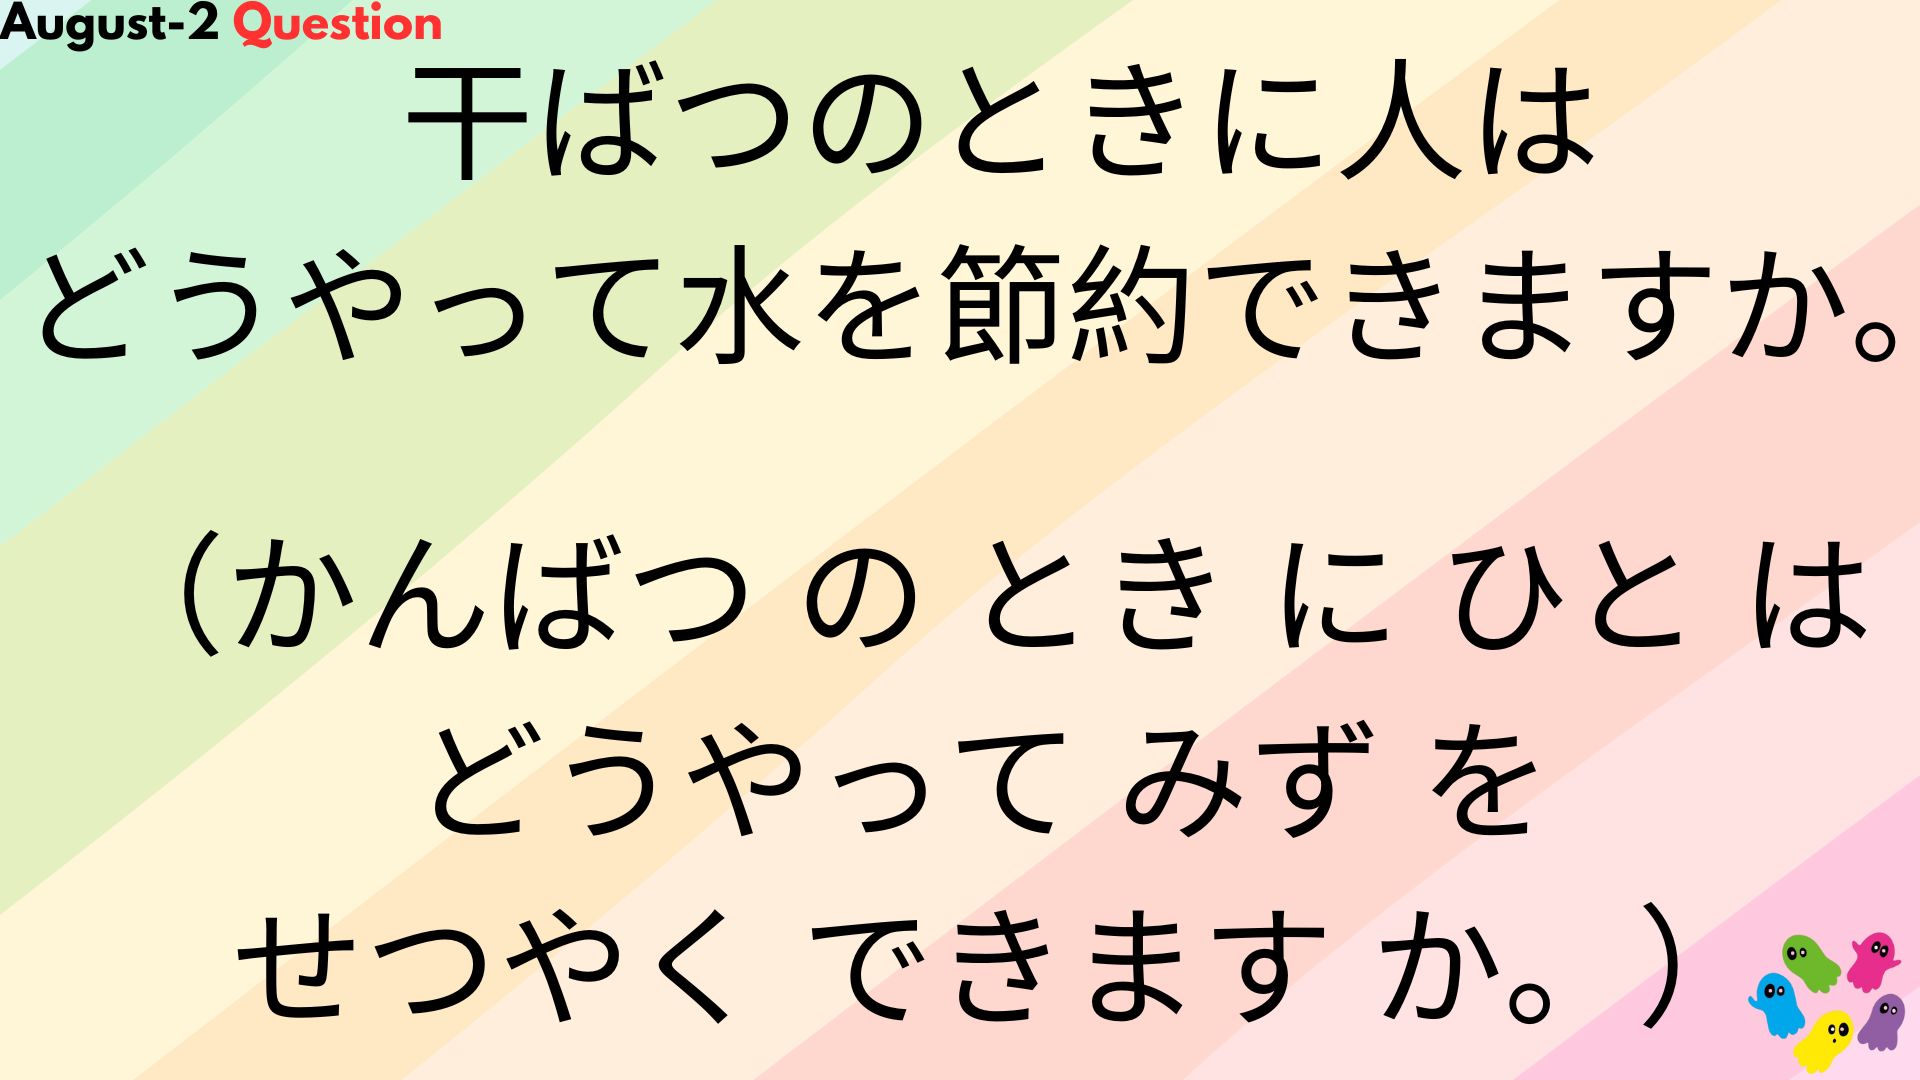 August-2 Question
干ばつのときに人は
どうやって水を節約できますか。
（かんばつ の とき に ひと は
どうやって みず を
せつやく できます か。）